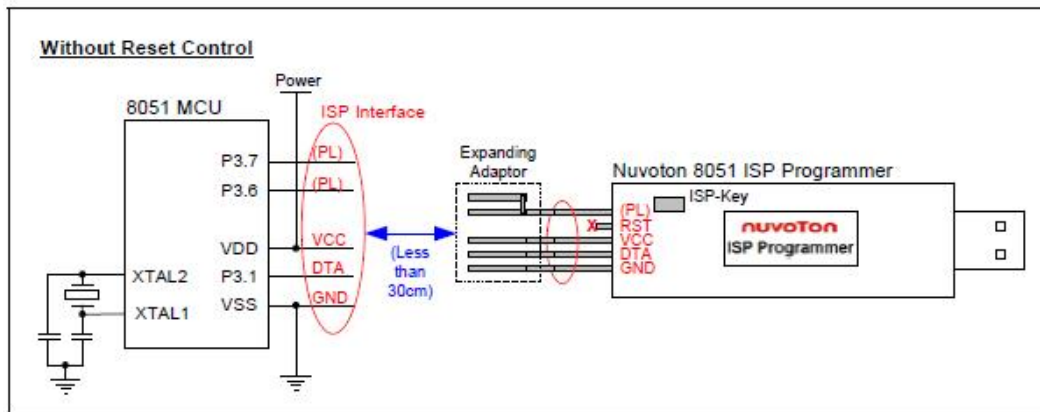 Without Reset Control
Power
8051 MCU
ISP Interface
P3.7
(PL)
P3.6
(PL)
VDD
VCC
P3.1
DTA
VSS
GND
XTAL2
XTAL1
(Less
than
30cm)
Expanding
Adaptor
Nuvoton 8051 ISP Programmer
ISP-Key
(PL)
X
RST
VCC
DTA
GND
nuvoTon
ISP Programmer